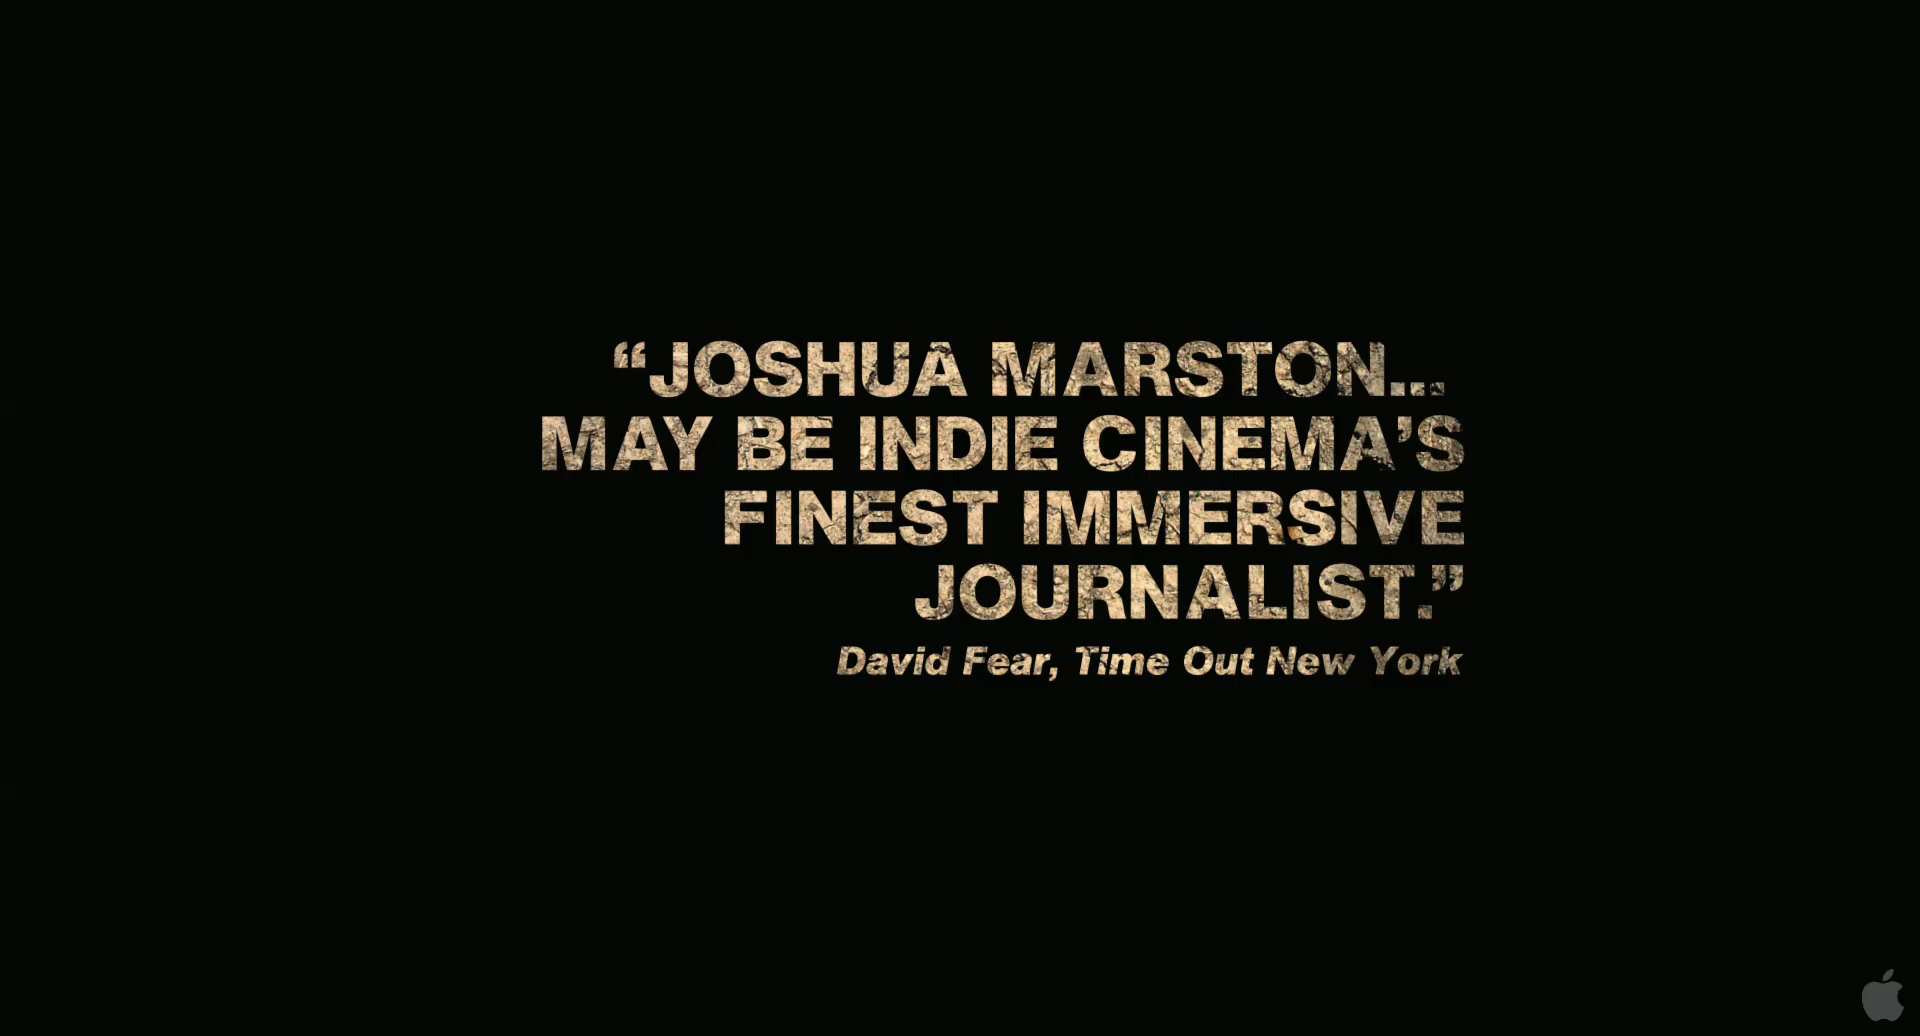 “JOSHUA MARSTON...
MAY BE INDIE CINEMA’S
FINEST IMMERSIVE
JOURNALIST.”
David Fear, Time Out New York